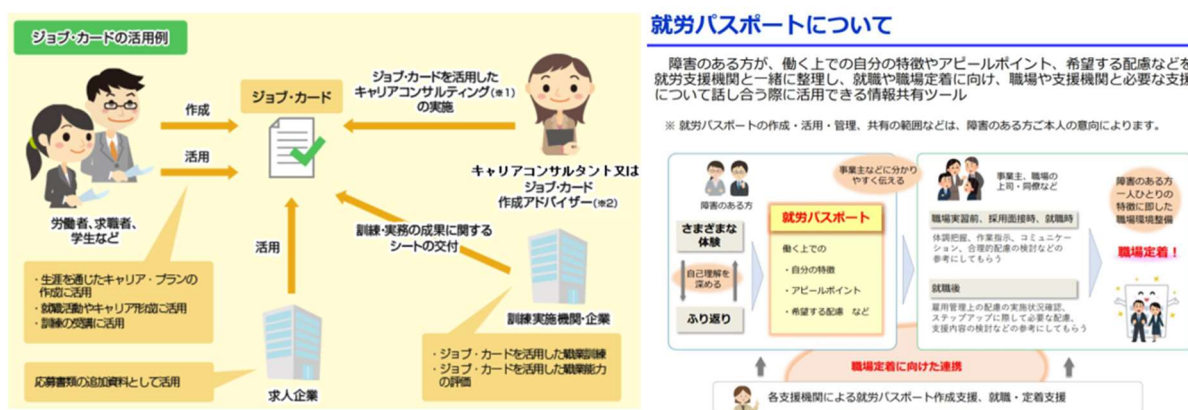 ジョブ・カードの活用例
作成
活用
労働者、求職者、
学生など
ジョブ・カード
ジョブ・カードを活用した
キャリアコンサルティング(※1)
の実施
キャリアコンサルタント又は
ジョブ・カード
作成アドバイザー(※2)
・生涯を通じたキャリア・プランの
作成に活用
・就職活動やキャリア形成に活用
・訓練の受講に活用
活用
訓練・実務の成果に関する
シートの交付
訓練実施機関・企業
応募書類の追加資料として活用
求人企業
・ジョブ・カードを活用した職業訓練
・ジョブ・カードを活用した職業能力
の評価
就労パスポートについて
障害のある方が、働く上での自分の特徴やアピールポイント、希望する配慮などを
就労支援機関と一緒に整理し、就職や職場定着に向け、職場や支援機関と必要な支援
について話し合う際に活用できる情報共有ツール
※ 就労パスポートの作成・活用・管理、共有の範囲などは、障害のある方ご本人の意向によります。
障害のある方
さまざまな
体験
自己理解を
深める
ふり返り
事業主などに分かり
やすく伝える
就労パスポート
働く上での
・自分の特徴
・アピールポイント
・希望する配慮 など
事業主、職場の
上司・同僚など
職場実習前、採用面接時、就職時
体調把握、作業指示、コミュニケー
ション、合理的配慮の検討などの
参考にしてもらう
就職後
雇用管理上の配慮の実施状況確認、
ステップアップに際して必要な配慮、
支援内容の検討などの参考にしてもらう
障害のある方
一人ひとりの
特徴に即した
職場環境整備
職場定着!
職場定着に向けた連携
各支援機関による就労パスポート作成支援、就職・定着支援